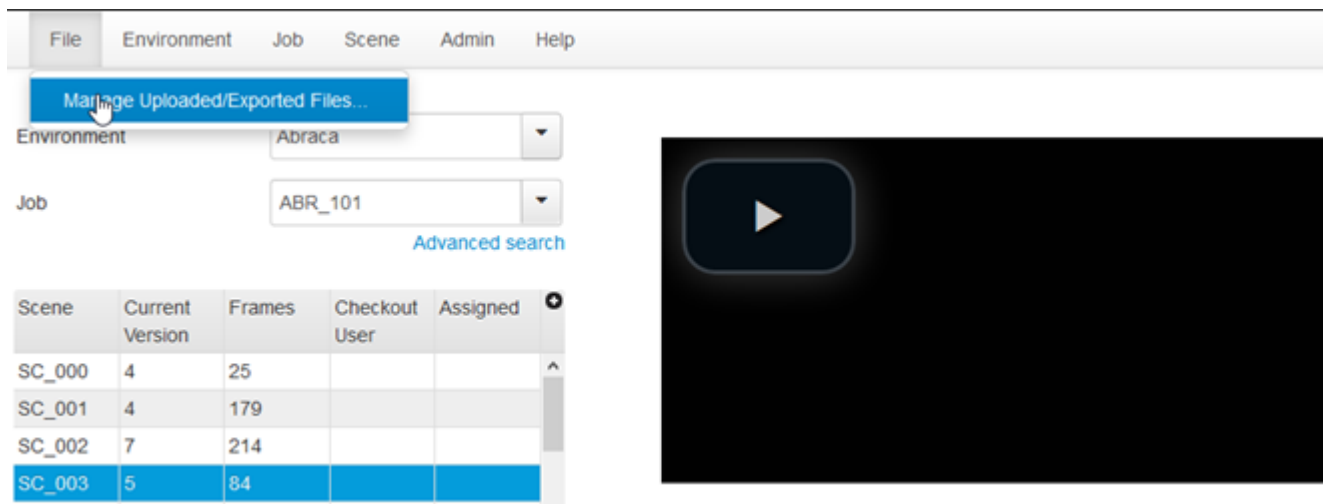 File Environment Job Scene Admin Help
Manage Uploaded/Exported Files...
Environment Abraca
Job ABR_101
Advanced search
Scene Current Version Frames Checkout User Assigned
SC_000 4 25
SC_001 4 179
SC_002 7 214
SC_003 5 84